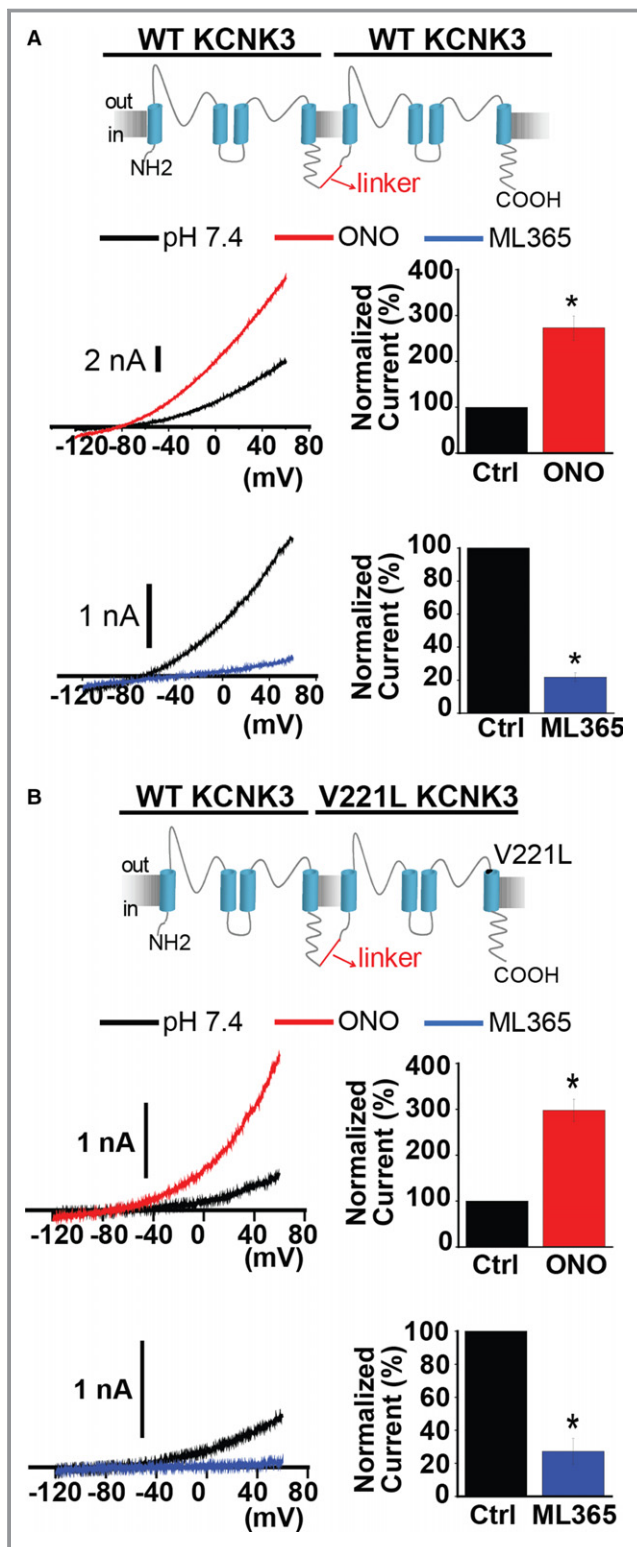 A
WT KCNK3 WT KCNK3
out
in
NH2
linker
COOH
pH 7.4 ONO ML365
2 nA
-120 -80 -40 0 40 80
(mV)
Normalized
Current (%)
400
300
200
100
0
Ctrl ONO
*
1 nA
-120 -80 -40 0 40 80
(mV)
Normalized
Current (%)
100
80
60
40
20
0
Ctrl ML365
*
B
WT KCNK3 V221L KCNK3
V221L
out
in
NH2
linker
COOH
pH 7.4 ONO ML365
1 nA
-120 -80 -40 0 40 80
(mV)
Normalized
Current (%)
400
300
200
100
0
Ctrl ONO
*
1 nA
-120 -80 -40 0 40 80
(mV)
Normalized
Current (%)
100
80
60
40
20
0
Ctrl ML365
*